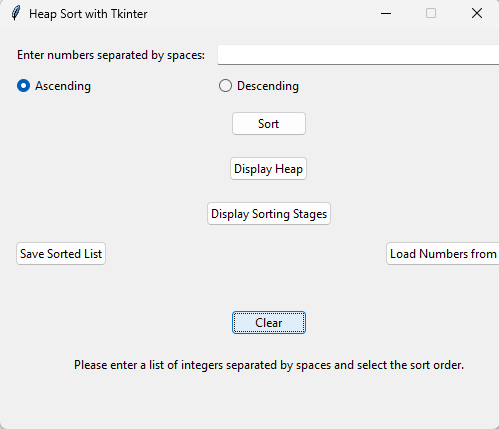 Heap Sort with Tkinter
Enter numbers separated by spaces:
Ascending
Descending
Sort
Display Heap
Display Sorting Stages
Save Sorted List
Load Numbers from
Clear
Please enter a list of integers separated by spaces and select the sort order.